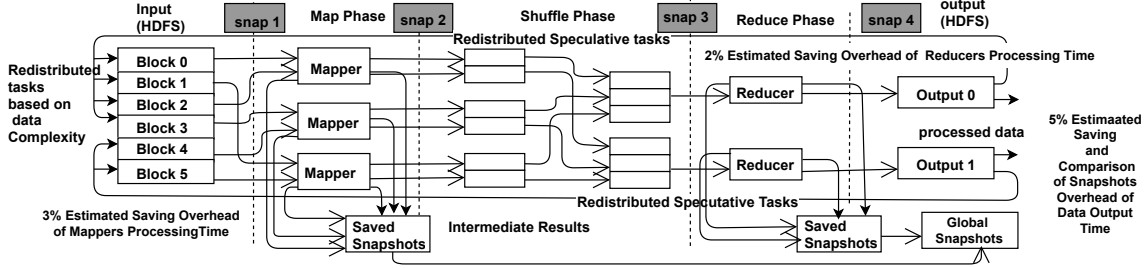 Input
(HDFS)
snap 1
Map Phase
snap 2
Shuffle Phase
snap 3
Reduce Phase
snap 4
output
(HDFS)
Redistributed Speculative tasks
2% Estimated Saving Overhead of Reducers Processing Time
Redistributed
tasks
based on
data
Complexity
Block 0
Block 1
Block 2
Block 3
Block 4
Block 5
Mapper
Mapper
Mapper
Reducer
Reducer
Output 0
processed data
Output 1
5% Estimaated
Saving
and
Comparison
of Snapshots
Overhead of
Data Output
Time
Redistributed Specutative Tasks
3% Estimated Saving Overhead
of Mappers ProcessingTime
Saved
Snapshots
Intermediate Results
Saved
Snapshots
Global
Snapshots